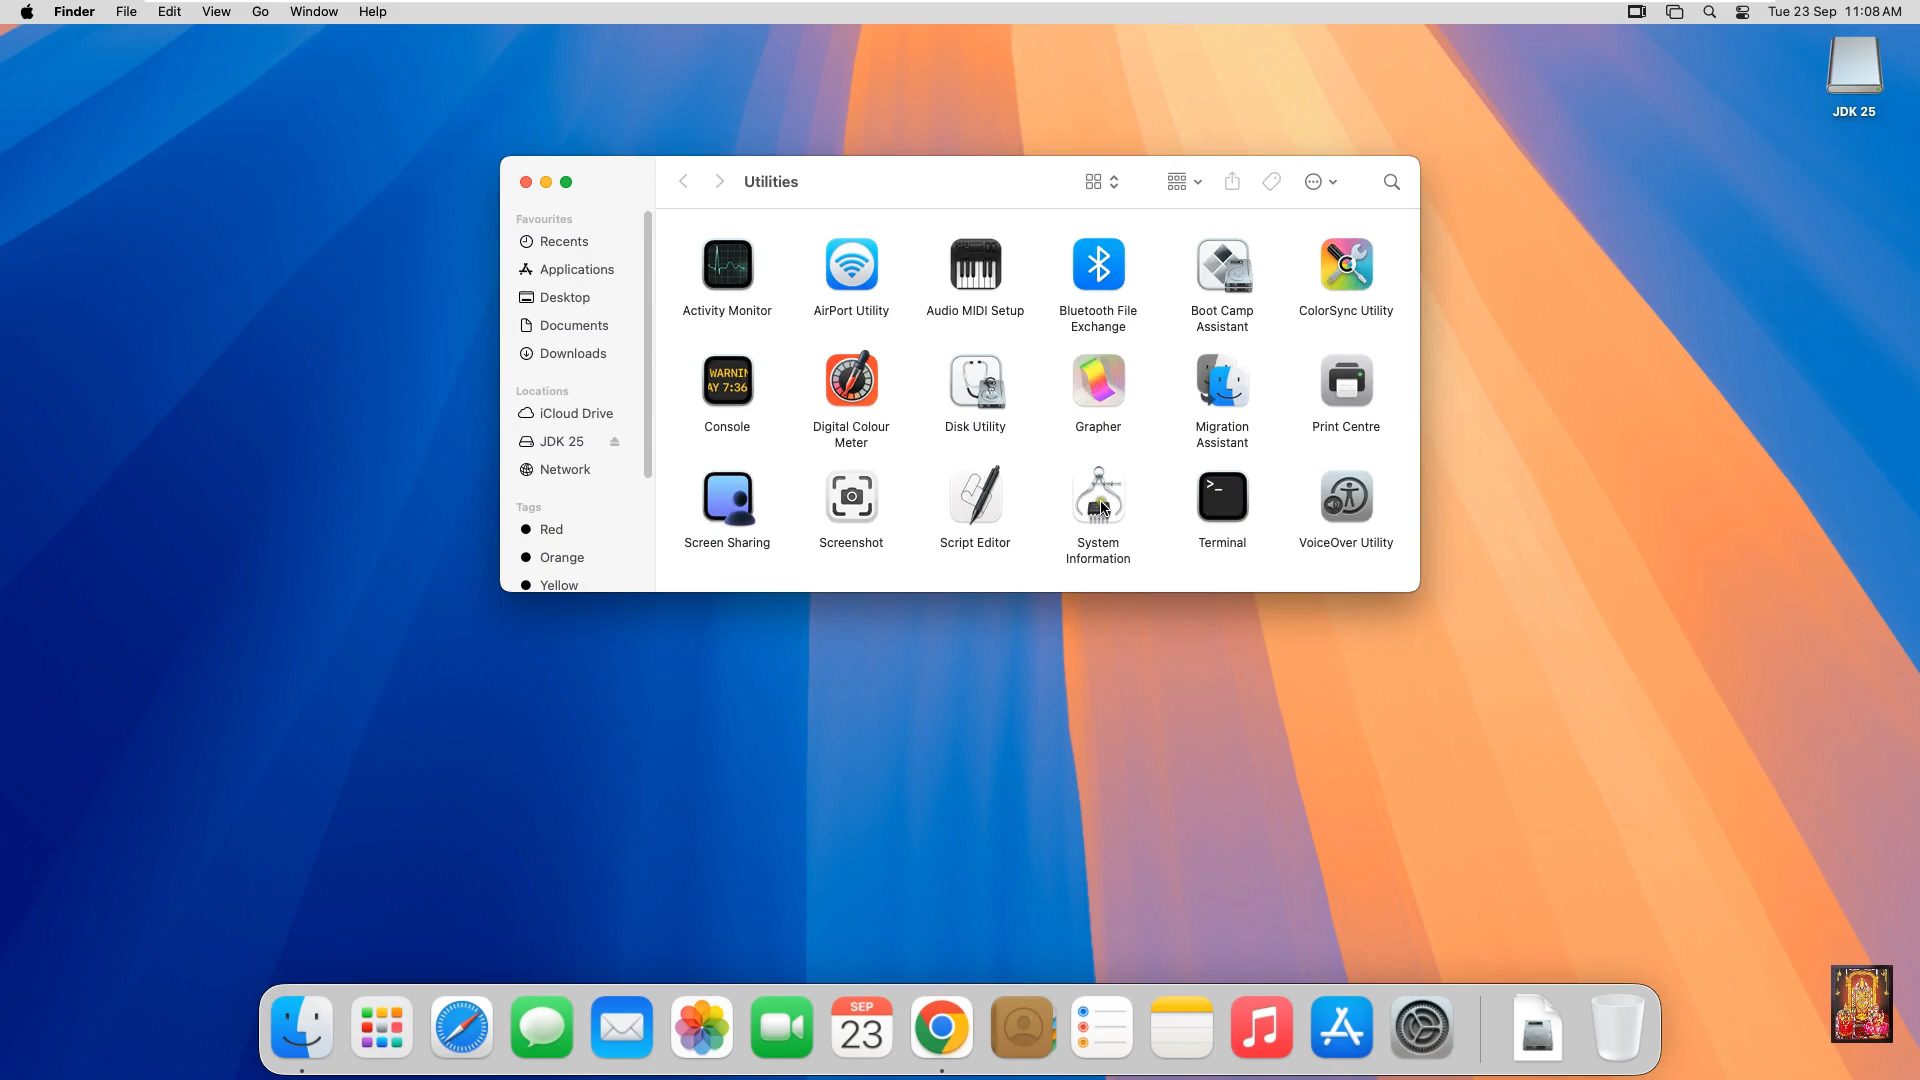 Finder File Edit View Go Window Help
Tue 23 Sep 11:08 AM
JDK 25
Utilities
Favourites
Recents
Applications
Desktop
Documents
Downloads
Locations
iCloud Drive
JDK 25
Network
Tags
Red
Orange
Yellow
Activity Monitor
AirPort Utility
Audio MIDI Setup
Bluetooth File
Exchange
Boot Camp
Assistant
ColorSync Utility
WARNIN
AY 7:36
Console
Digital Colour
Meter
Disk Utility
Grapher
Migration
Assistant
Print Centre
Screen Sharing
Screenshot
Script Editor
System
Information
>_
Terminal
VoiceOver Utility
SEP
23